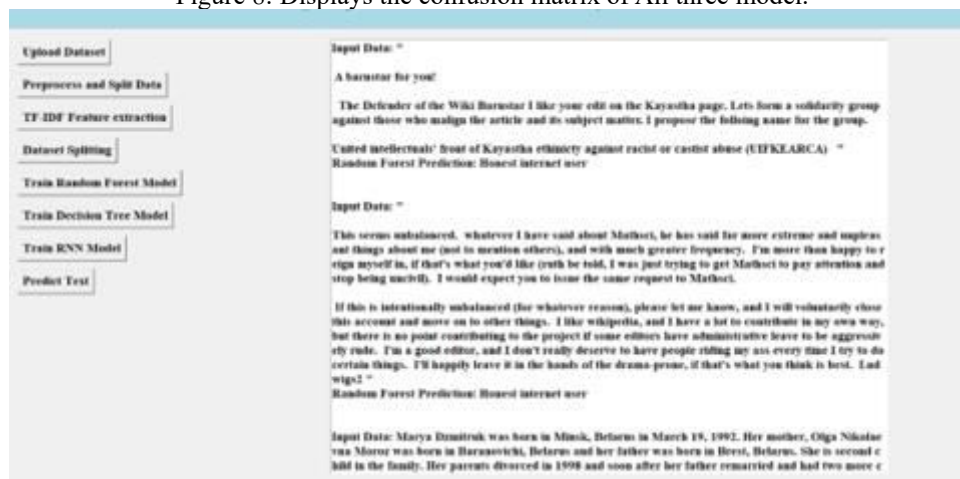 Figure 8: Displays the confusion matrix of All three model.
Upload Dataset
Preprocess and Split Data
TF-IDF Feature extraction
Dataset Splitting
Train Random Forest Model
Train Decision Tree Model
Train RNN Model
Predict Text
Input Data: "
A barnstar for you!
The Defender of the Wiki Barnstar I like your edit on the Kayastha page. Lets form a solidarity group
against those who malign the article and its subject matter. I propose the folloing name for the group.
United intellectuals' front of Kayastha ethinicty against racist or castist abuse (UIFKEARCA) "
Random Forest Prediction: Honest internet user
Input Data: "
This seems unbalanced. whatever I have said about Mathsci, he has said far more extreme and unpleas
ant things about me (not to mention others), and with much greater frequency. I'm more than happy to r
eign myself in, if that's what you'd like (ruth be told, I was just trying to get Mathsci to pay attention and
stop being uncivil). I would expect you to issue the same request to Mathsci.
If this is intentionally unbalanced (for whatever reason), please let me know, and I will voluntarily close
this account and move on to other things. I like wikipedia, and I have a lot to contribute in my own way,
but there is no point contributing to the project if some editors have administrative leave to be aggressiv
ely rude. I'm a good editor, and I don't really deserve to have people riding my ass every time I try to do
certain things. I'll happily leave it in the hands of the drama-prone, if that's what you think is best. Lud
wigs2 "
Random Forest Prediction: Honest internet user
Input Data: Marya Dzmitruk was born in Minsk, Belarus in March 19, 1992. Her mother, Olga Nikolae
vna Moroz was born in Baranovichi, Belarus and her father was born in Brest, Belarus. She is second c
hild in the family. Her parents divorced in 1998 and soon after her father remarried and had two more c